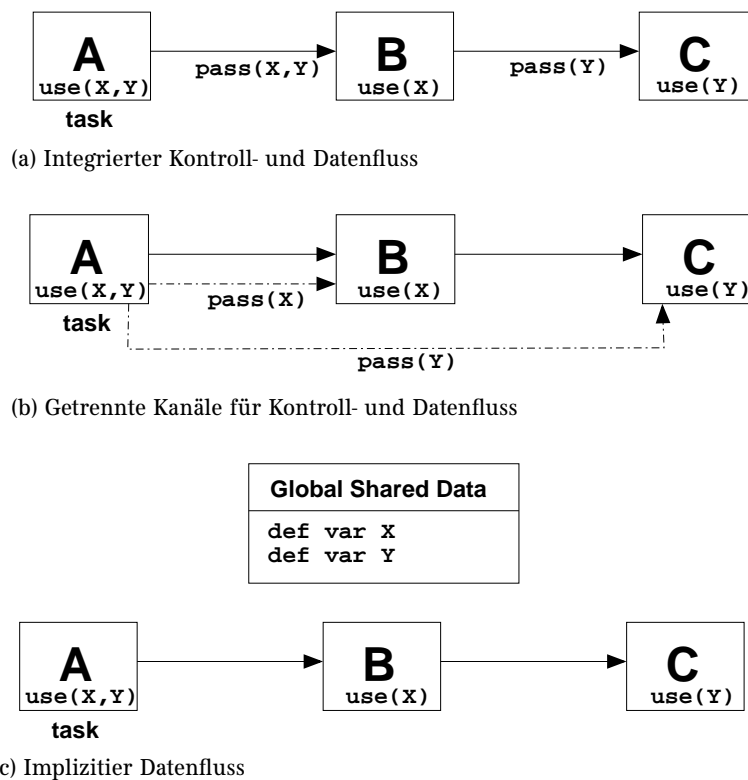 A
use(X,Y)
task
pass(X,Y)
B
use(X)
pass(Y)
C
use(Y)
(a) Integrierter Kontroll- und Datenfluss
A
use(X,Y)
task
pass(X)
B
use(X)
C
use(Y)
pass(Y)
(b) Getrennte Kanäle für Kontroll- und Datenfluss
Global Shared Data
def var X
def var Y
A
use(X,Y)
task
B
use(X)
C
use(Y)
c) Implizitier Datenfluss